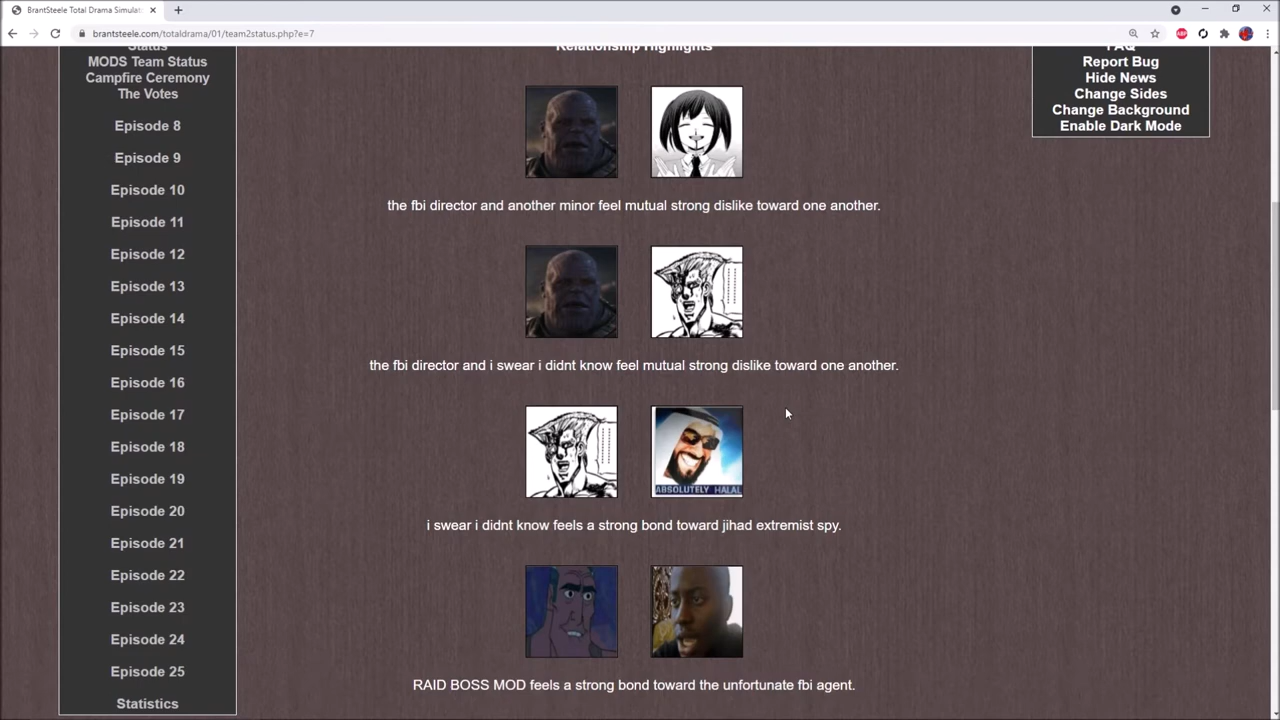 BrantSteele Total Drama Simulat
brantsteele.com/totaldrama/01/team2status.php?e=7
Status
MODS Team Status
Campfire Ceremony
The Votes
Episode 8
Episode 9
Episode 10
Episode 11
Episode 12
Episode 13
Episode 14
Episode 15
Episode 16
Episode 17
Episode 18
Episode 19
Episode 20
Episode 21
Episode 22
Episode 23
Episode 24
Episode 25
Statistics
Relationship Highlights
the fbi director and another minor feel mutual strong dislike toward one another.
the fbi director and i swear i didnt know feel mutual strong dislike toward one another.
ABSOLUTELY HALAL
i swear i didnt know feels a strong bond toward jihad extremist spy.
RAID BOSS MOD feels a strong bond toward the unfortunate fbi agent.
FAQ
Report Bug
Hide News
Change Sides
Change Background
Enable Dark Mode
ABP